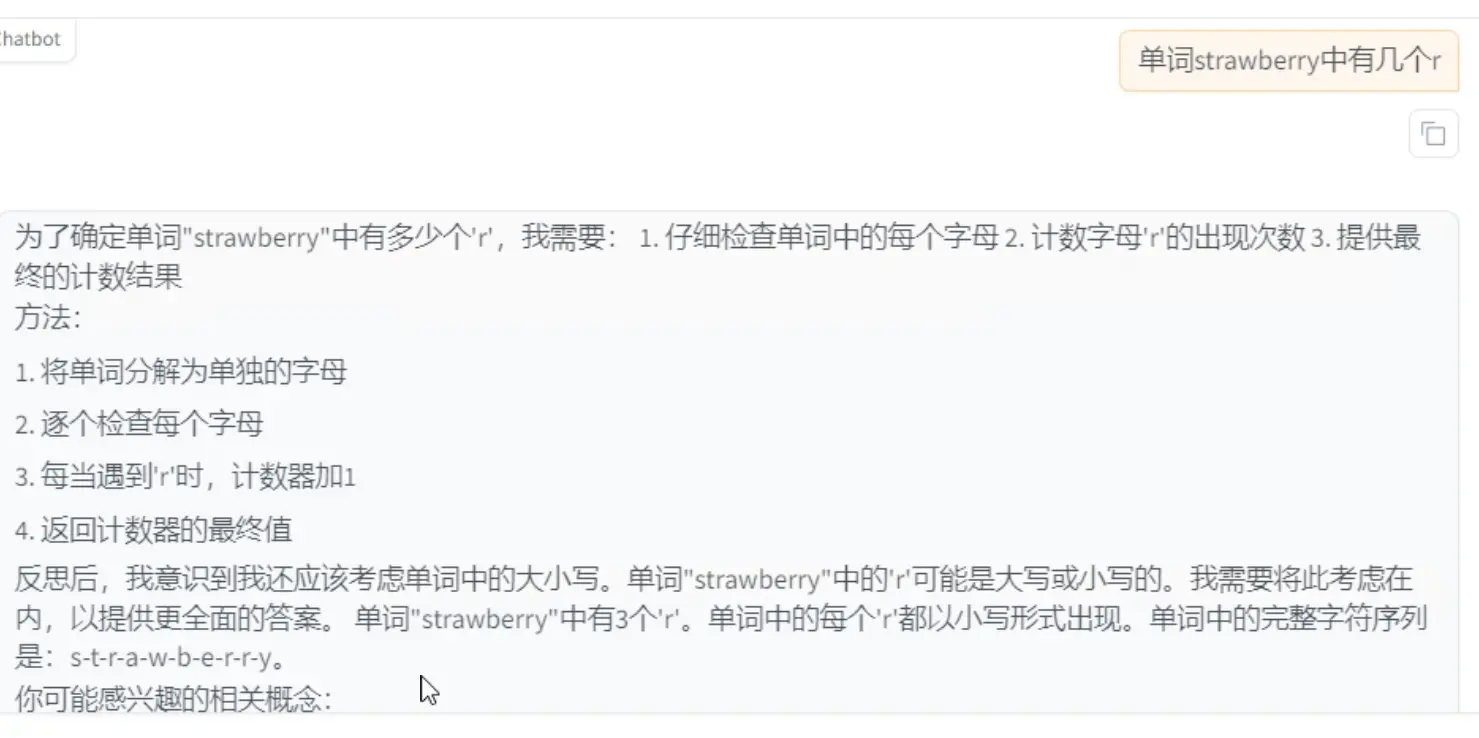 Chatbot
单词strawberry中有几个r
为了确定单词"strawberry"中有多少个'r'，我需要： 1. 仔细检查单词中的每个字母 2. 计数字母'r'的出现次数 3. 提供最
终的计数结果
方法：
1. 将单词分解为单独的字母
2. 逐个检查每个字母
3. 每当遇到'r'时，计数器加1
4. 返回计数器的最终值
反思后，我意识到我还应该考虑单词中的大小写。单词"strawberry"中的'r'可能是大写或小写的。我需要将此考虑在
内，以提供更全面的答案。 单词"strawberry"中有3个'r'。单词中的每个'r'都以小写形式出现。单词中的完整字符序列
是：s-t-r-a-w-b-e-r-r-y。
你可能感兴趣的相关概念：